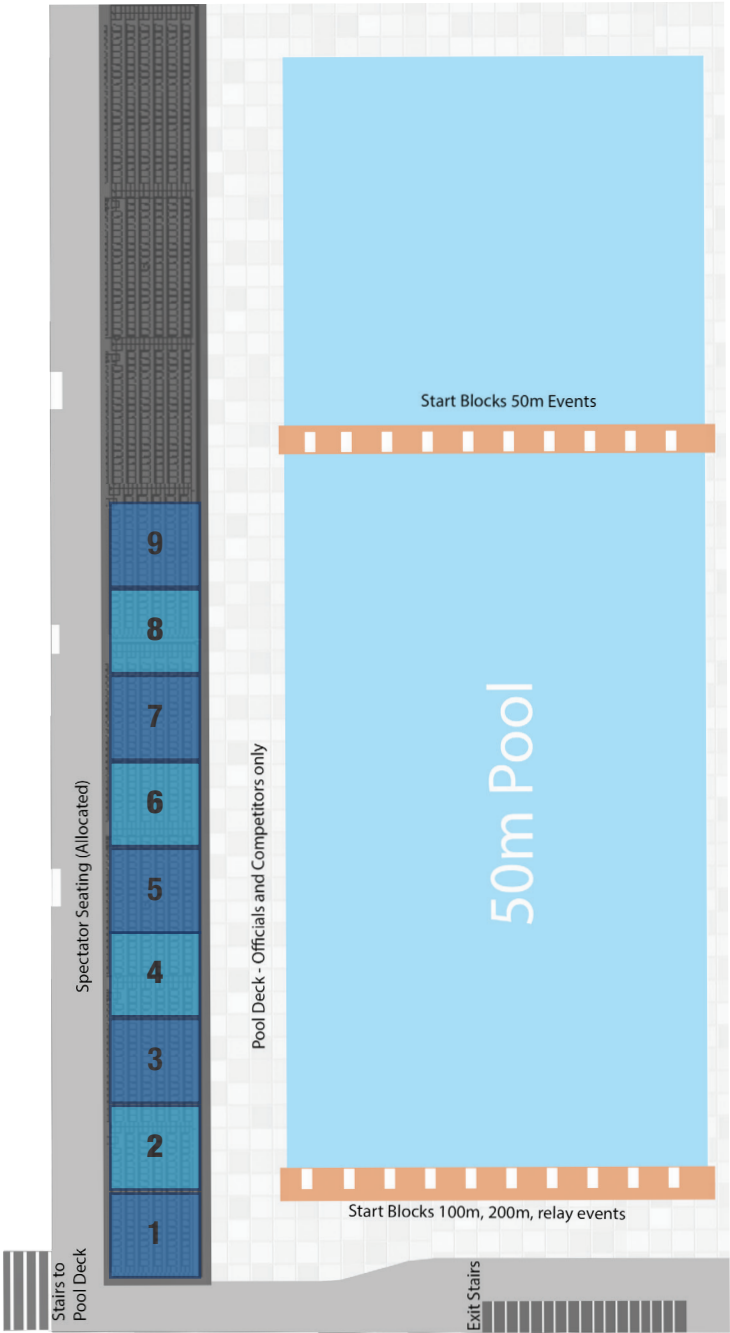 Start Blocks 50m Events
9
8
7
6
5
4
3
2
1
Spectator Seating (Allocated)
Pool Deck - Officials and Competitors only
50m Pool
Start Blocks 100m, 200m, relay events
Stairs to
Pool Deck
Exit Stairs